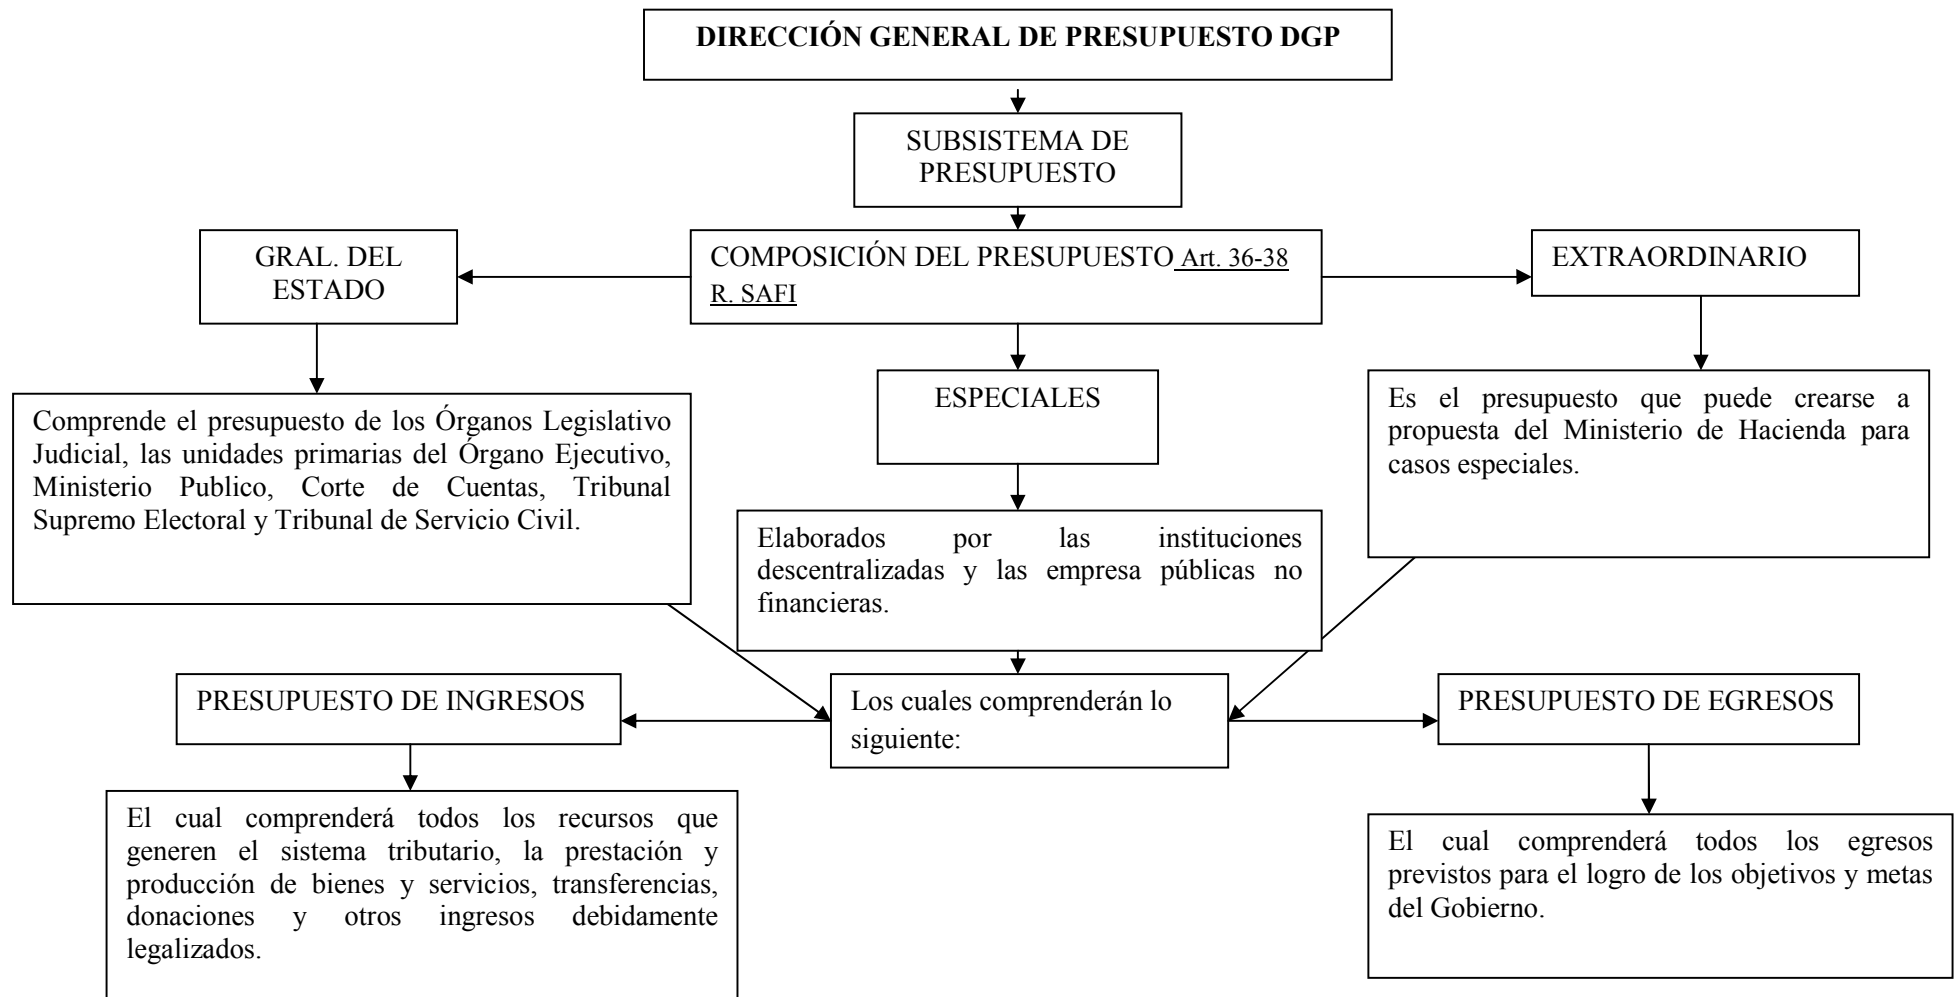 DIRECCIÓN GENERAL DE PRESUPUESTO DGP
SUBSISTEMA DE
PRESUPUESTO
GRAL. DEL
ESTADO
COMPOSICIÓN DEL PRESUPUESTO Art. 36-38
R. SAFI
EXTRAORDINARIO
Comprende el presupuesto de los Órganos Legislativo
Judicial, las unidades primarias del Órgano Ejecutivo,
Ministerio Publico, Corte de Cuentas, Tribunal
Supremo Electoral y Tribunal de Servicio Civil.
ESPECIALES
Es el presupuesto que puede crearse a
propuesta del Ministerio de Hacienda para
casos especiales.
Elaborados por las instituciones
descentralizadas y las empresa públicas no
financieras.
PRESUPUESTO DE INGRESOS
Los cuales comprenderán lo
siguiente:
PRESUPUESTO DE EGRESOS
El cual comprenderá todos los recursos que
generen el sistema tributario, la prestación y
producción de bienes y servicios, transferencias,
donaciones y otros ingresos debidamente
legalizados.
El cual comprenderá todos los egresos
previstos para el logro de los objetivos y metas
del Gobierno.